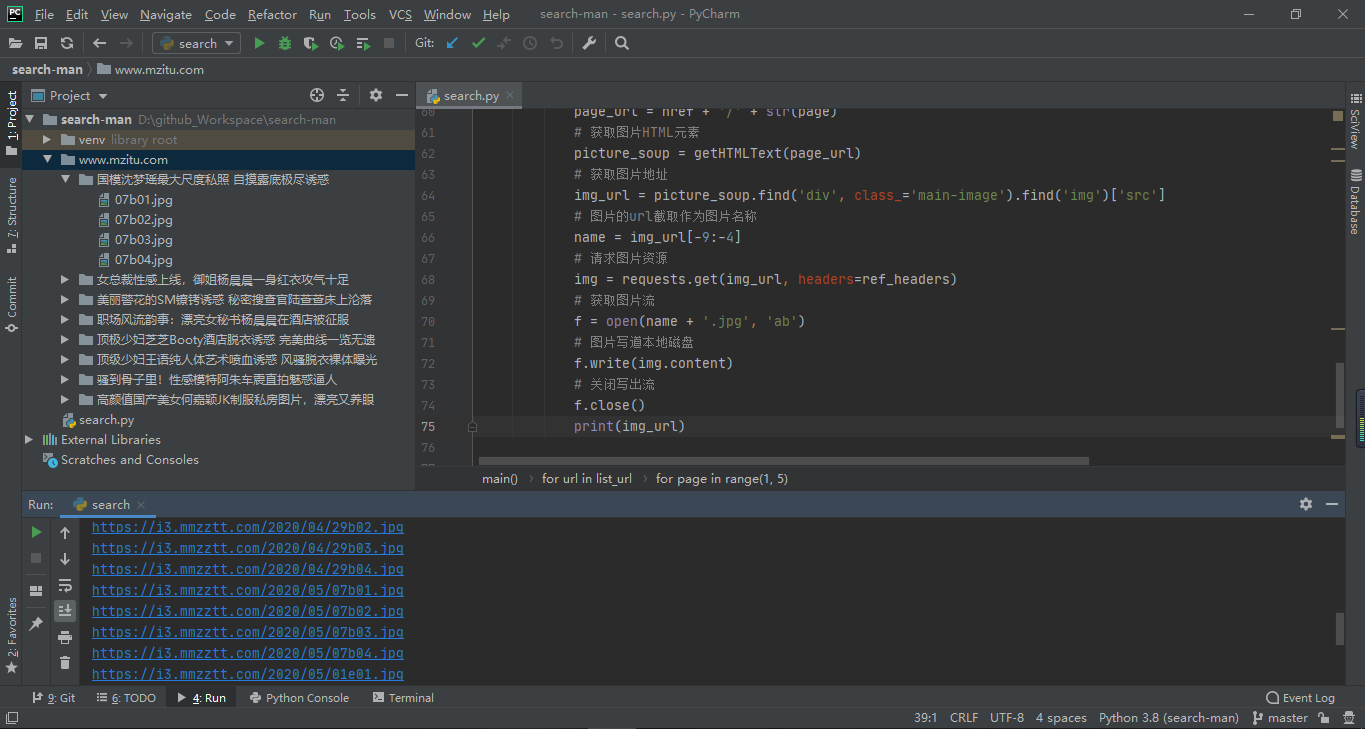 PC File Edit View Navigate Code Refactor Run Tools VCS Window Help search-man - search.py - PyCharm
search Git:
search-man www.mzitu.com
1: Project
7: Structure
Commit
2: Favorites
Project
search-man D:\github_Workspace\search-man
venv library root
www.mzitu.com
国模沈梦瑶最大尺度私照 自摸露底极尽诱惑
07b01.jpg
07b02.jpg
07b03.jpg
07b04.jpg
女总裁性感上线，御姐杨晨晨一身红衣攻气十足
美丽警花的SM镣铐诱惑 秘密搜查官陆萱萱床上沦落
职场风流韵事：漂亮女秘书杨晨晨在酒店被征服
顶极少妇芝芝Booty酒店脱衣诱惑 完美曲线一览无遗
顶级少妇王语纯人体艺术喷血诱惑 风骚脱衣裸体曝光
骚到骨子里！性感模特阿朱车震直拍魅惑逼人
高颜值国产美女何嘉颖JK制服私房图片，漂亮又养眼
search.py
External Libraries
Scratches and Consoles
search.py
60 page_url = href + '/' + str(page)
61 # 获取图片HTML元素
62 picture_soup = getHTMLText(page_url)
63 # 获取图片地址
64 img_url = picture_soup.find('div', class_='main-image').find('img')['src']
65 # 图片的url截取作为图片名称
66 name = img_url[-9:-4]
67 # 请求图片资源
68 img = requests.get(img_url, headers=ref_headers)
69 # 获取图片流
70 f = open(name + '.jpg', 'ab')
71 # 图片写道本地磁盘
72 f.write(img.content)
73 # 关闭写出流
74 f.close()
75 print(img_url)
76
main() for url in list_url for page in range(1, 5)
SciView
Database
Run: search
https://i3.mmzztt.com/2020/04/29b02.jpg
https://i3.mmzztt.com/2020/04/29b03.jpg
https://i3.mmzztt.com/2020/04/29b04.jpg
https://i3.mmzztt.com/2020/05/07b01.jpg
https://i3.mmzztt.com/2020/05/07b02.jpg
https://i3.mmzztt.com/2020/05/07b03.jpg
https://i3.mmzztt.com/2020/05/07b04.jpg
https://i3.mmzztt.com/2020/05/01e01.jpg
9: Git 6: TODO 4: Run Python Console Terminal Event Log
39:1 CRLF UTF-8 4 spaces Python 3.8 (search-man) master